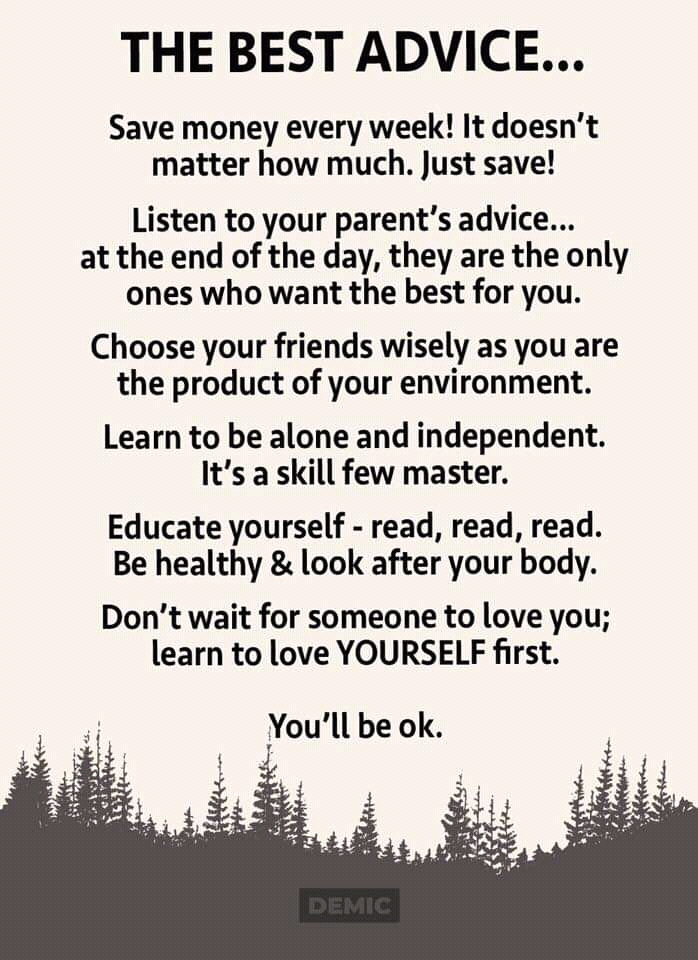 THE BEST ADVICE...
Save money every week! It doesn't
matter how much. Just save!
Listen to your parent's advice...
at the end of the day, they are the only
ones who want the best for you.
Choose your friends wisely as you are
the product of your environment.
Learn to be alone and independent.
It's a skill few master.
Educate yourself - read, read, read.
Be healthy & look after your body.
Don't wait for someone to love you;
learn to love YOURSELF first.
You'll be ok.
DEMIC